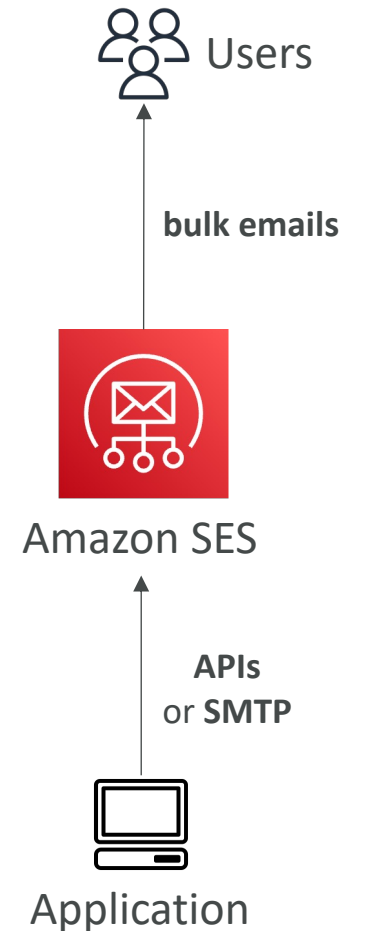 Users
bulk emails
Amazon SES
APIs
or SMTP
Application